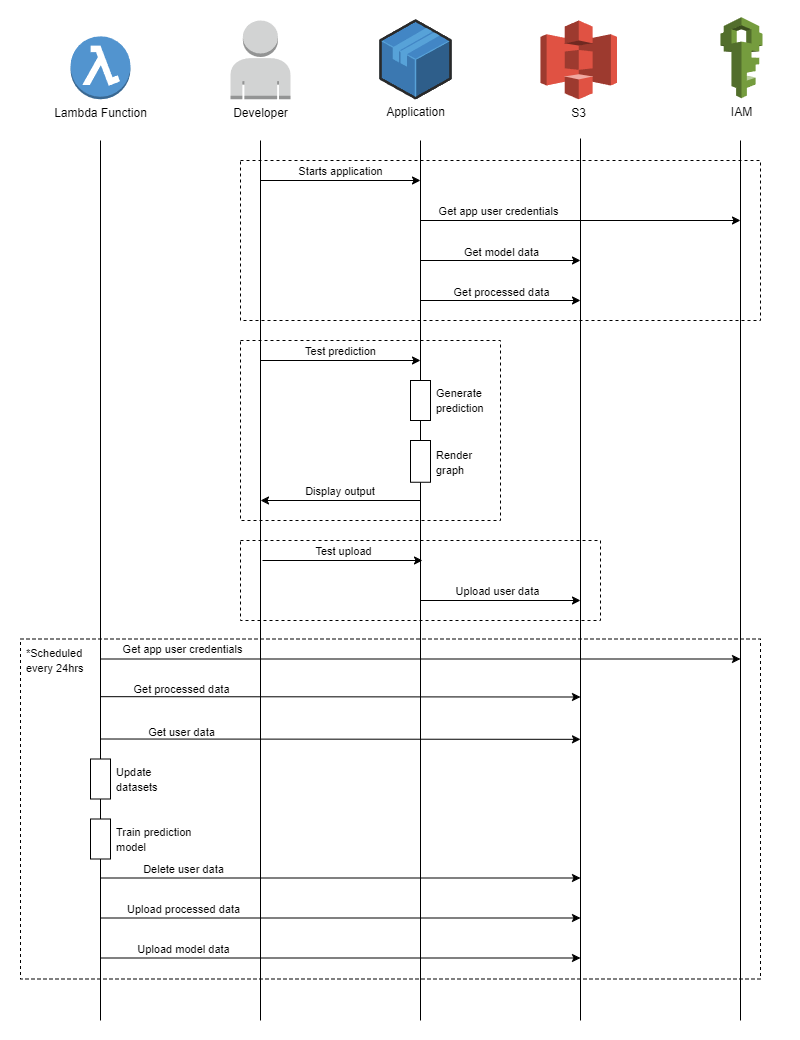 Lambda Function
Developer
Application
S3
IAM
Starts application
Get app user credentials
Get model data
Get processed data
Test prediction
Generate
prediction
Render
graph
Display output
Test upload
Upload user data
*Scheduled
every 24hrs
Get app user credentials
Get processed data
Get user data
Update
datasets
Train prediction
model
Delete user data
Upload processed data
Upload model data